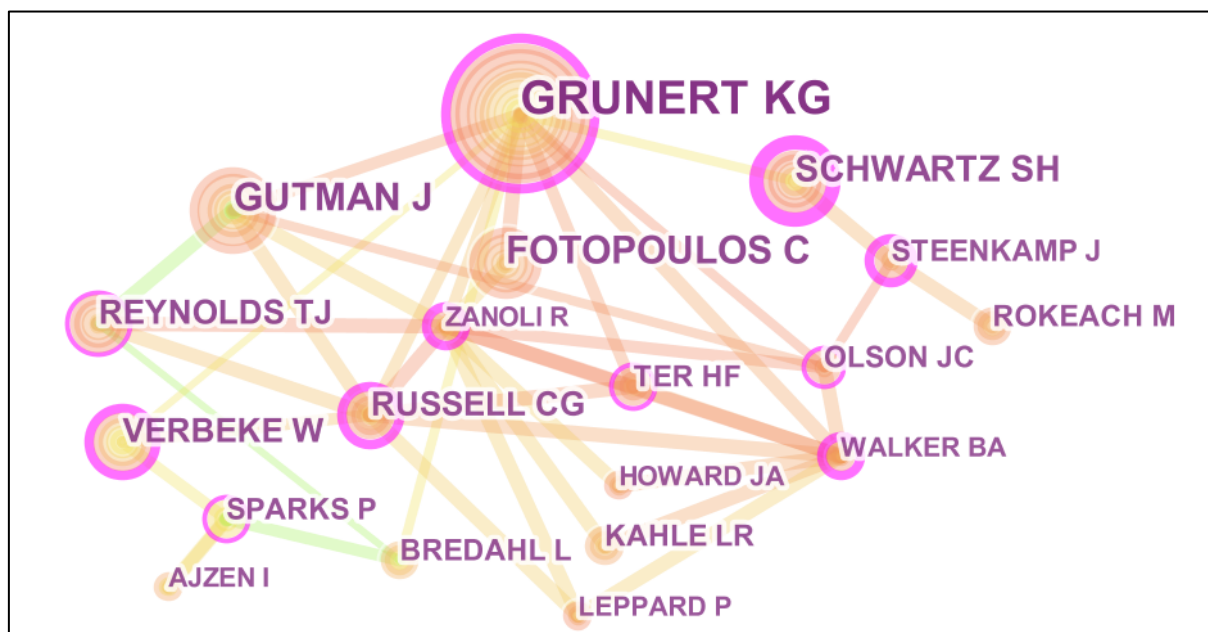 GRUNERT KG
SCHWARTZ SH
GUTMAN J
FOTOPOULOS C
STEENKAMP J
REYNOLDS TJ
ZANOLI R
ROKEACH M
OLSON JC
TER HF
RUSSELL CG
VERBEKE W
WALKER BA
HOWARD JA
SPARKS P
KAHLE LR
BREDAHL L
AJZEN I
LEPPARD P